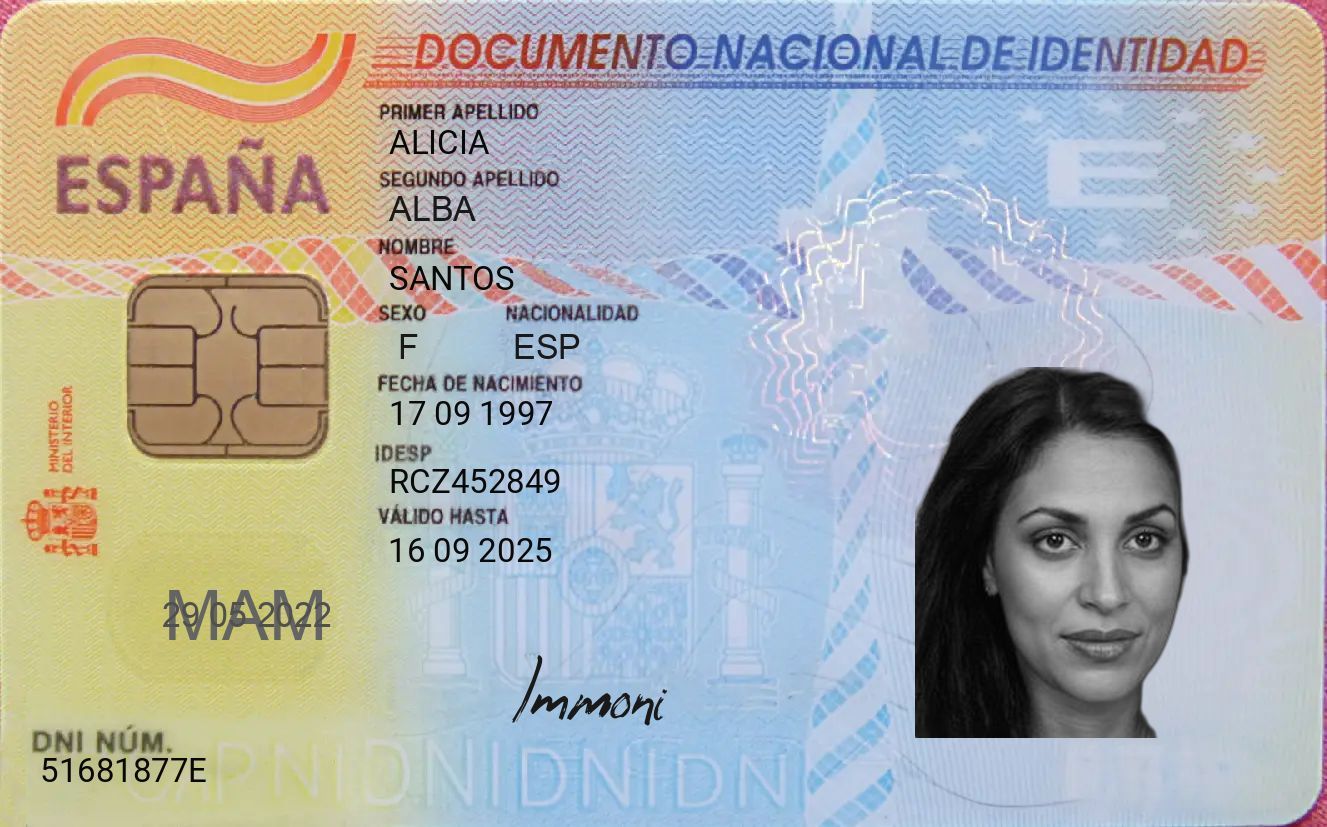 DOCUMENTO NACIONAL DE IDENTIDAD
ESPAÑA
PRIMER APELLIDO
ALICIA
SEGUNDO APELLIDO
ALBA
NOMBRE
SANTOS
SEXO NACIONALIDAD
F ESP
FECHA DE NACIMIENTO
17 09 1997
IDESP
RCZ452849
VÁLIDO HASTA
16 09 2025
MINISTERIO
DEL INTERIOR
E
MAM
29 05 2022
Immoni
DNI NÚM.
51681877E
DNIDNIDNIDNI